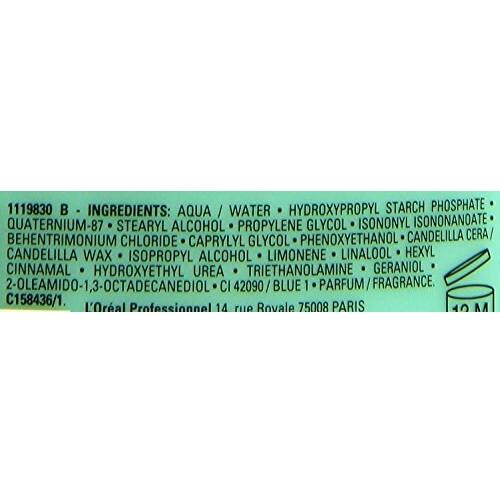 1119830 B - INGREDIENTS: AQUA / WATER • HYDROXYPROPYL STARCH PHOSPHATE •
QUATERNIUM-87 • STEARYL ALCOHOL • PROPYLENE GLYCOL • ISONONYL ISONONANOATE •
BEHENTRIMONIUM CHLORIDE • CAPRYLYL GLYCOL • PHENOXYETHANOL • CANDELILLA CERA /
CANDELILLA WAX • ISOPROPYL ALCOHOL • LIMONENE • LINALOOL • HEXYL
CINNAMAL • HYDROXYETHYL UREA • TRIETHANOLAMINE • GERANIOL •
2-OLEAMIDO-1,3-OCTADECANEDIOL • CI 42090 / BLUE 1 • PARFUM / FRAGRANCE.
C158436/1.
L'Oréal Professionnel 14, rue Royale 75008 PARIS
12 M